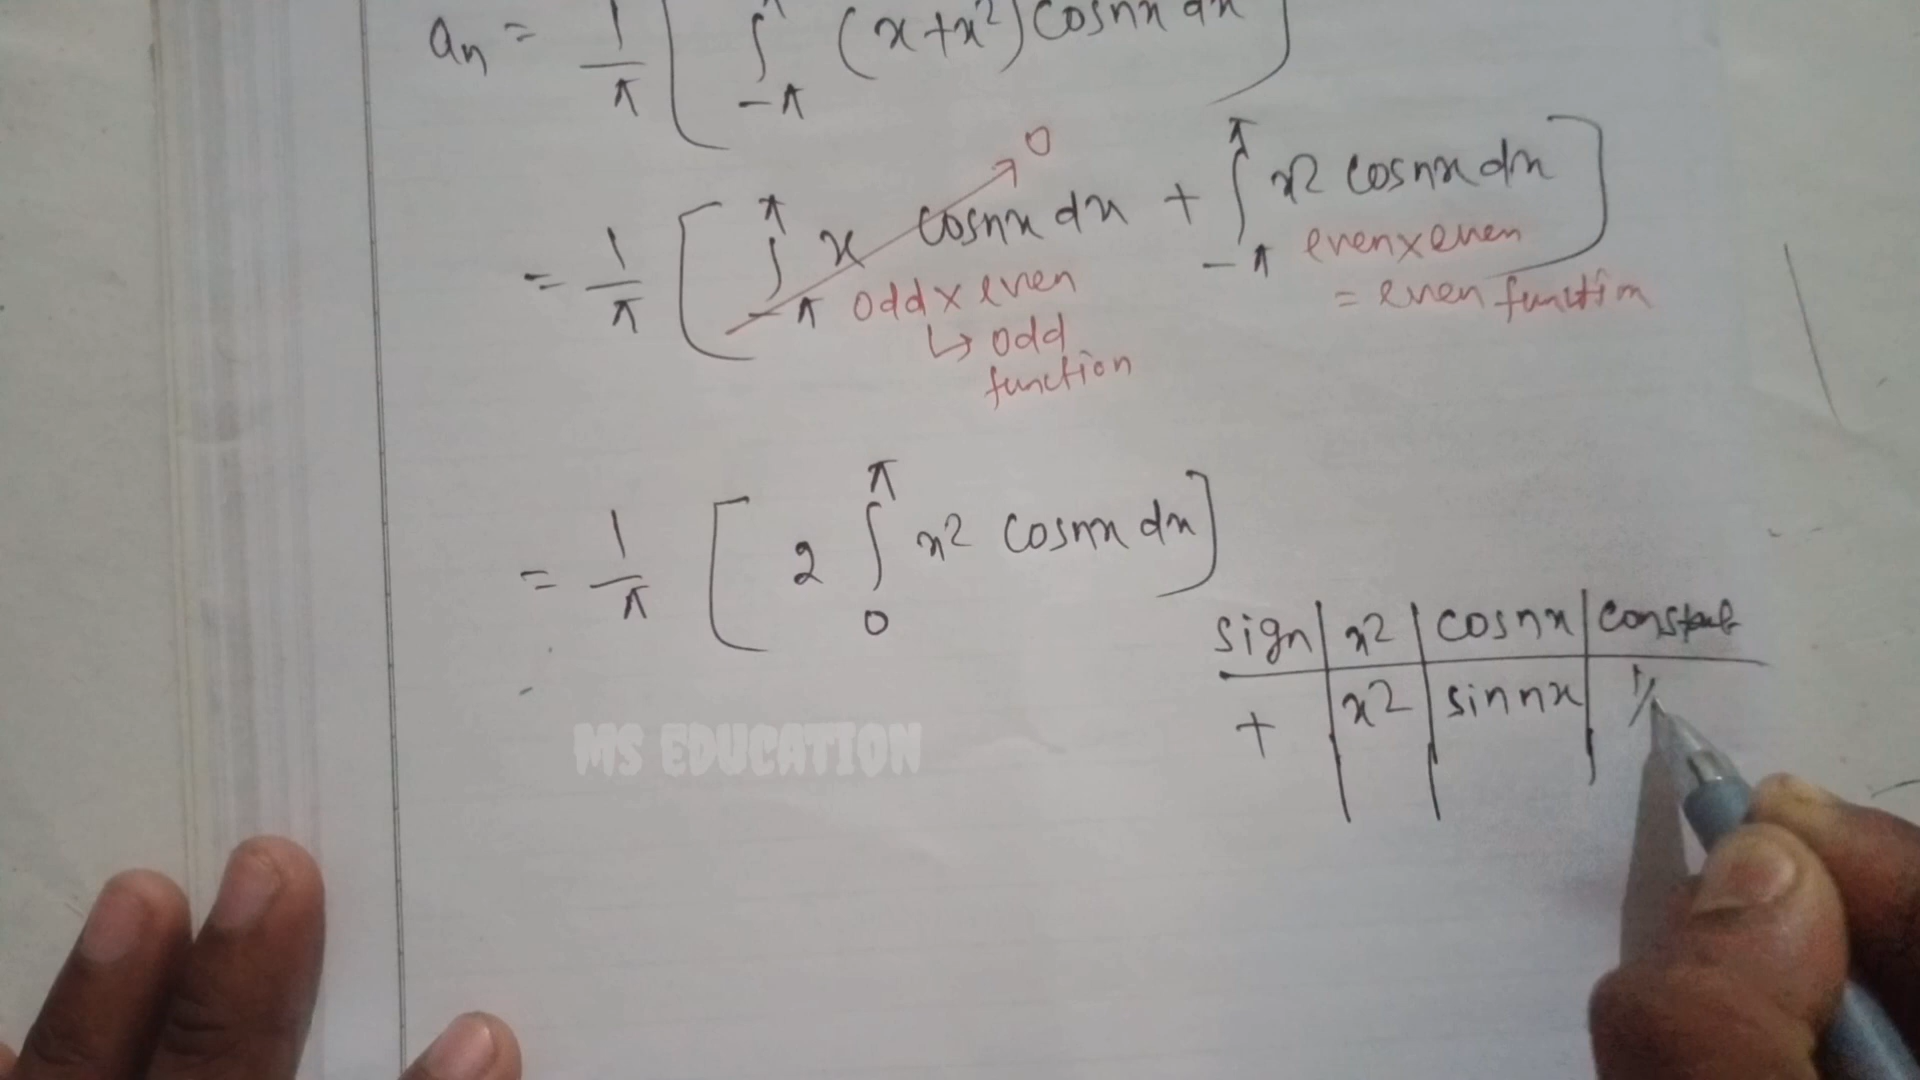 aₙ = 1/π [ ∫_{-π}^{π} (x+x²) cosnx dx ]
= 1/π [ ∫_{-π}^{π} x cosnx dx + ∫_{-π}^{π} x² cosnx dx ]
0
odd x even
↳ odd
function
even x even
= even function
= 1/π [ 2 ∫_{0}^{π} x² cosnx dx ]
sign | x² | cosnx | constant
+ | x² | sinnx | 1/
MS EDUCATION